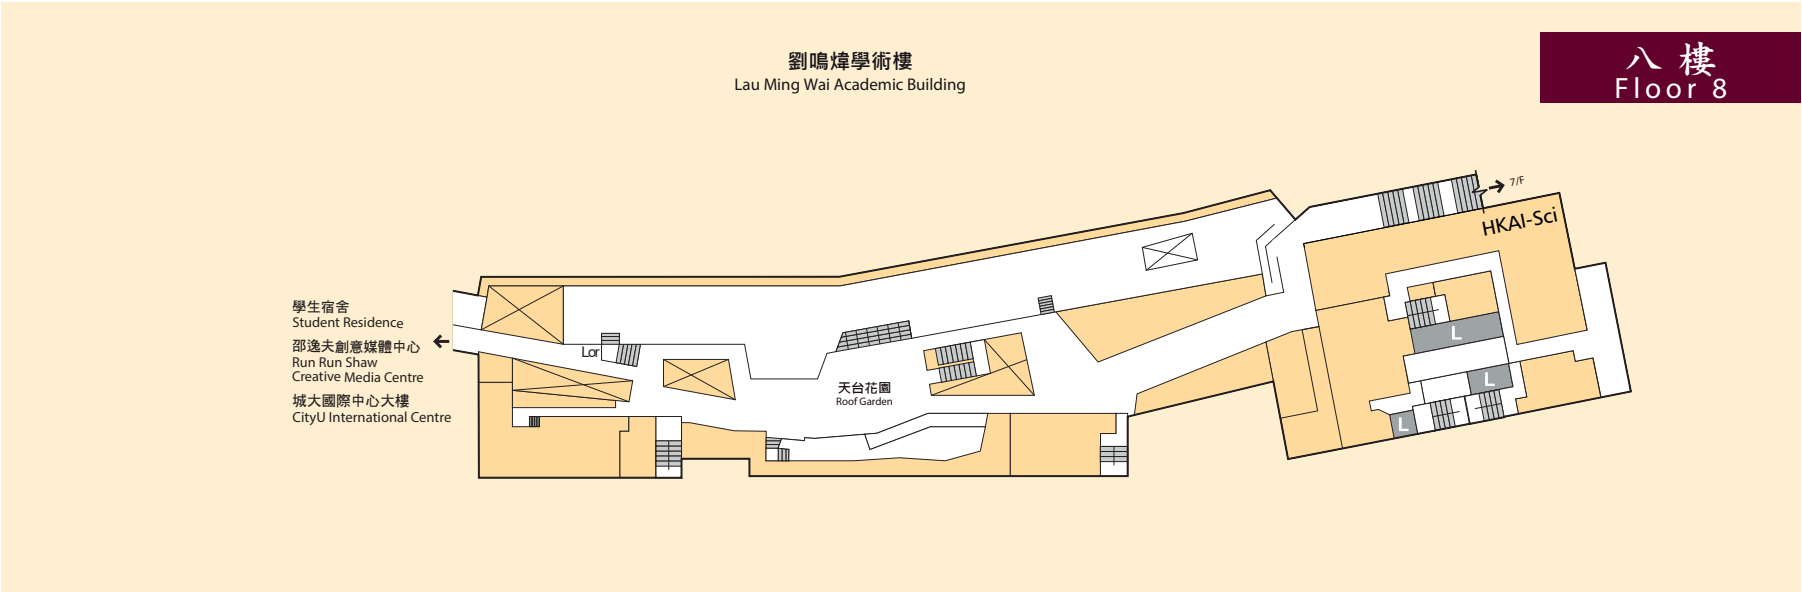 劉鳴煒學術樓
Lau Ming Wai Academic Building
八樓
Floor 8
7/F
HKAI-Sci
學生宿舍
Student Residence
邵逸夫創意媒體中心
Run Run Shaw
Creative Media Centre
城大國際中心大樓
CityU International Centre
Lor
天台花園
Roof Garden
L
L
L